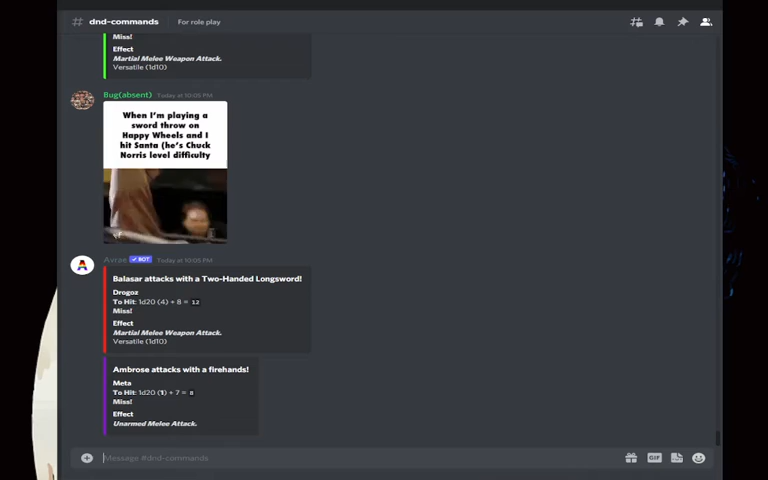 # dnd-commands For role play
Miss!
Effect
Martial Melee Weapon Attack.
Versatile (1d10)
Bug(absent) Today at 10:05 PM
When I'm playing a
sword throw on
Happy Wheels and I
hit Santa (he's Chuck
Norris level difficulty
Avrae ✓ BOT Today at 10:05 PM
Balasar attacks with a Two-Handed Longsword!
Drogoz
To Hit: 1d20 (4) + 8 = 12
Miss!
Effect
Martial Melee Weapon Attack.
Versatile (1d10)
Ambrose attacks with a firehands!
Meta
To Hit: 1d20 (1) + 7 = 8
Miss!
Effect
Unarmed Melee Attack.
Message #dnd-commands
GIF